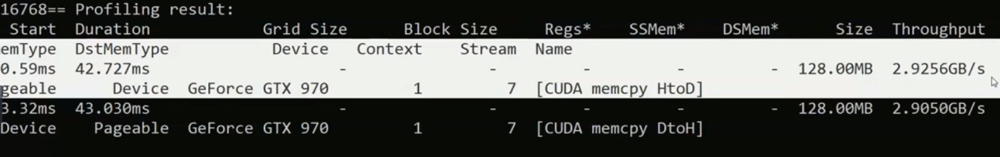 16768== Profiling result:
Start Duration Grid Size Block Size Regs* SSMem* DSMem* Size Throughput
emType DstMemType Device Context Stream Name
0.59ms 42.727ms - - - - - 128.00MB 2.9256GB/s
geable Device GeForce GTX 970 1 7 [CUDA memcpy HtoD]
3.32ms 43.030ms - - - - - 128.00MB 2.9050GB/s
Device Pageable GeForce GTX 970 1 7 [CUDA memcpy DtoH]